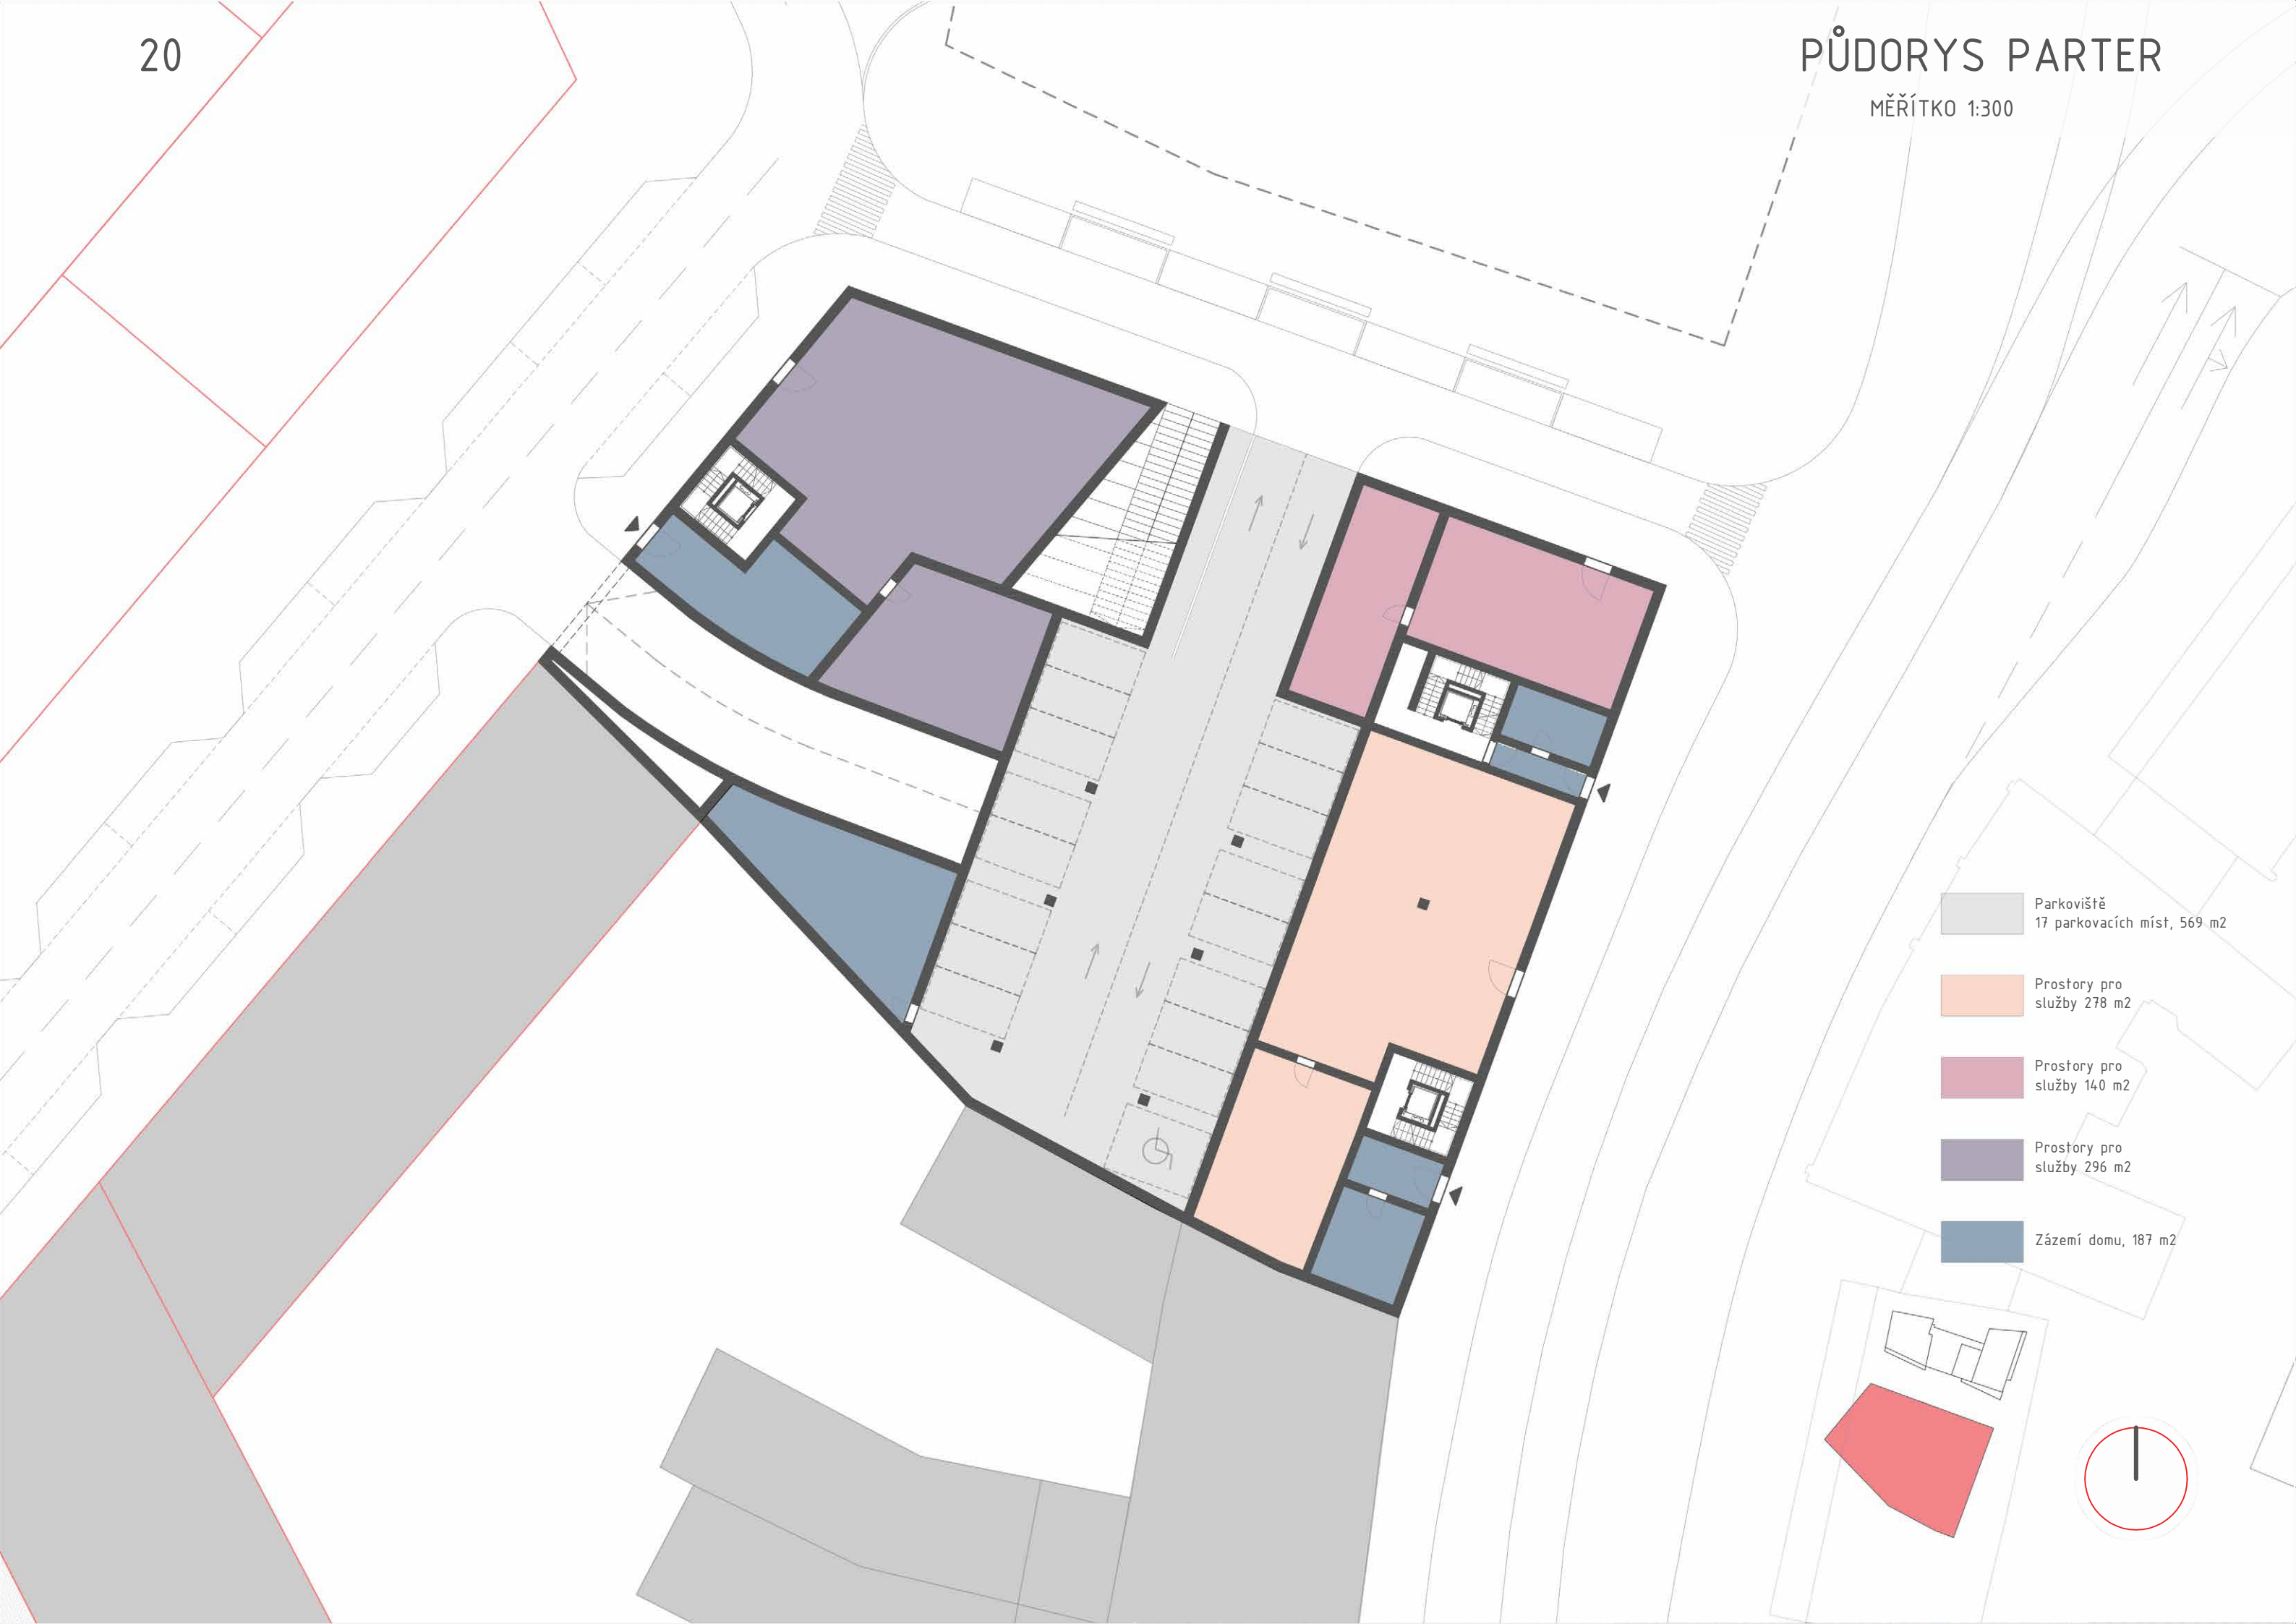 20
PŮDORYS PARTER
MĚŘÍTKO 1:300
Parkoviště
17 parkovacích míst, 569 m2
Prostory pro
služby 278 m2
Prostory pro
služby 140 m2
Prostory pro
služby 296 m2
Zázemí domu, 187 m2